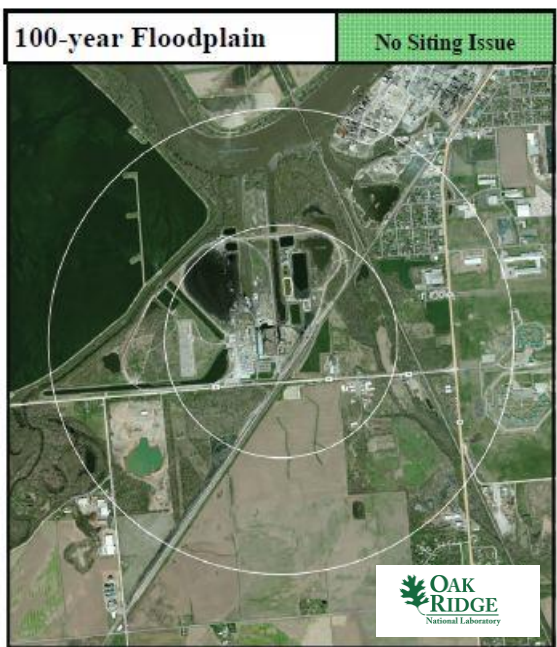 100-year Floodplain
No Siting Issue
OAK
RIDGE
National Laboratory